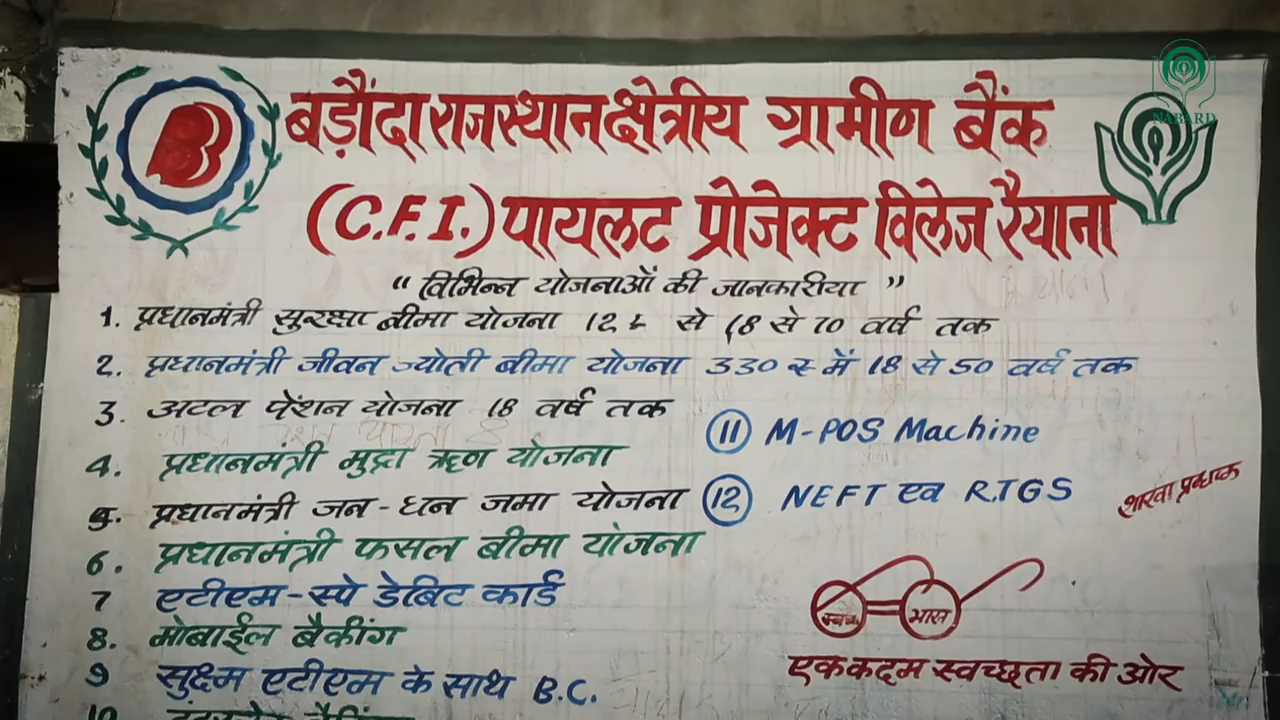 बड़ौंदा राजस्थान क्षेत्रीय ग्रामीण बैंक
NABARD
(C.F.I.) पायलट प्रोजेक्ट विलेज रैयाना
“ विभिन्न योजनाओं की जानकारीया ”
1. प्रधानमंत्री सुरक्षा बीमा योजना 12 से 18 से 70 वर्ष तक
2. प्रधानमंत्री जीवन ज्योती बीमा योजना 330 रु में 18 से 50 वर्ष तक
3. अटल पेंशन योजना 18 वर्ष तक
4. प्रधानमंत्री मुद्रा ऋण योजना
5. प्रधानमंत्री जन-धन जमा योजना
6. प्रधानमंत्री फसल बीमा योजना
7 एटीएम-रुपे डेबिट कार्ड
8. मोबाईल बैकींग
9 सुक्ष्म एटीएम के साथ B.C.
10
11 M-POS Machine
12 NEFT एव R.T.GS
शाखा प्रबंधक
स्वच्छ भारत
एक कदम स्वच्छता की ओर